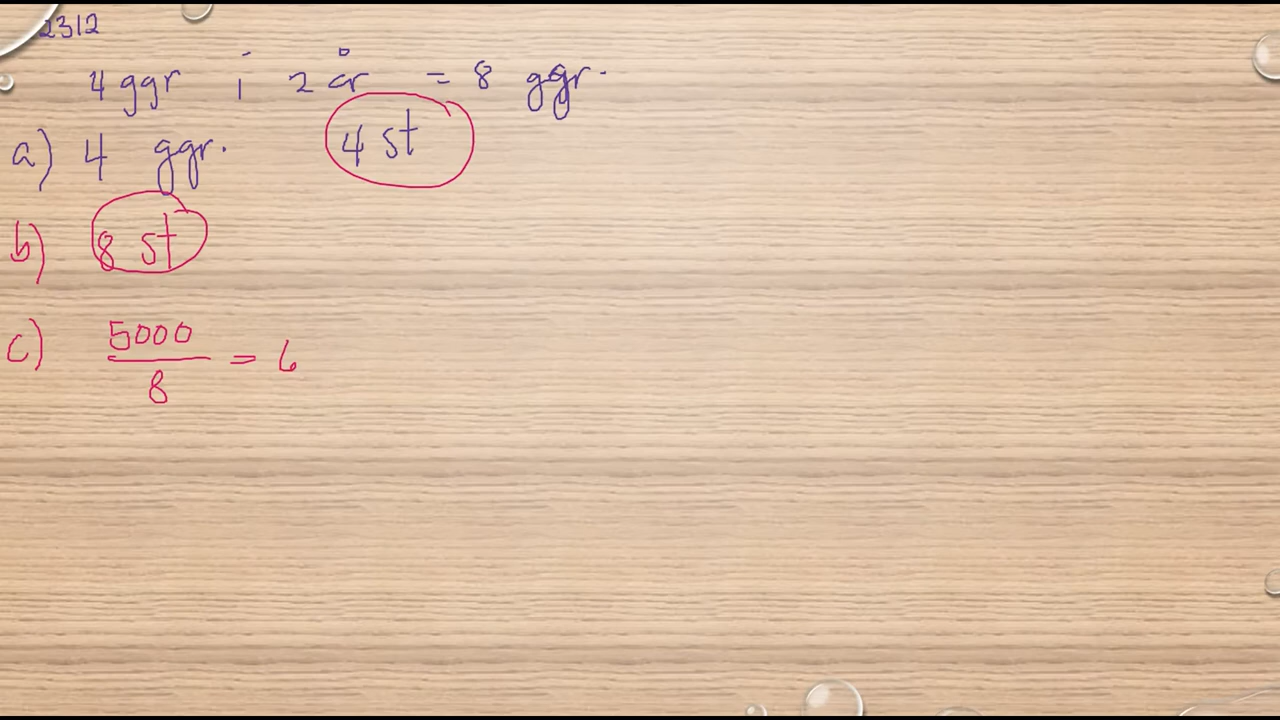 2312
4 ggr i 2 år = 8 ggr.
a) 4 ggr. 4 st
b) 8 st
c) 5000/8 = 6